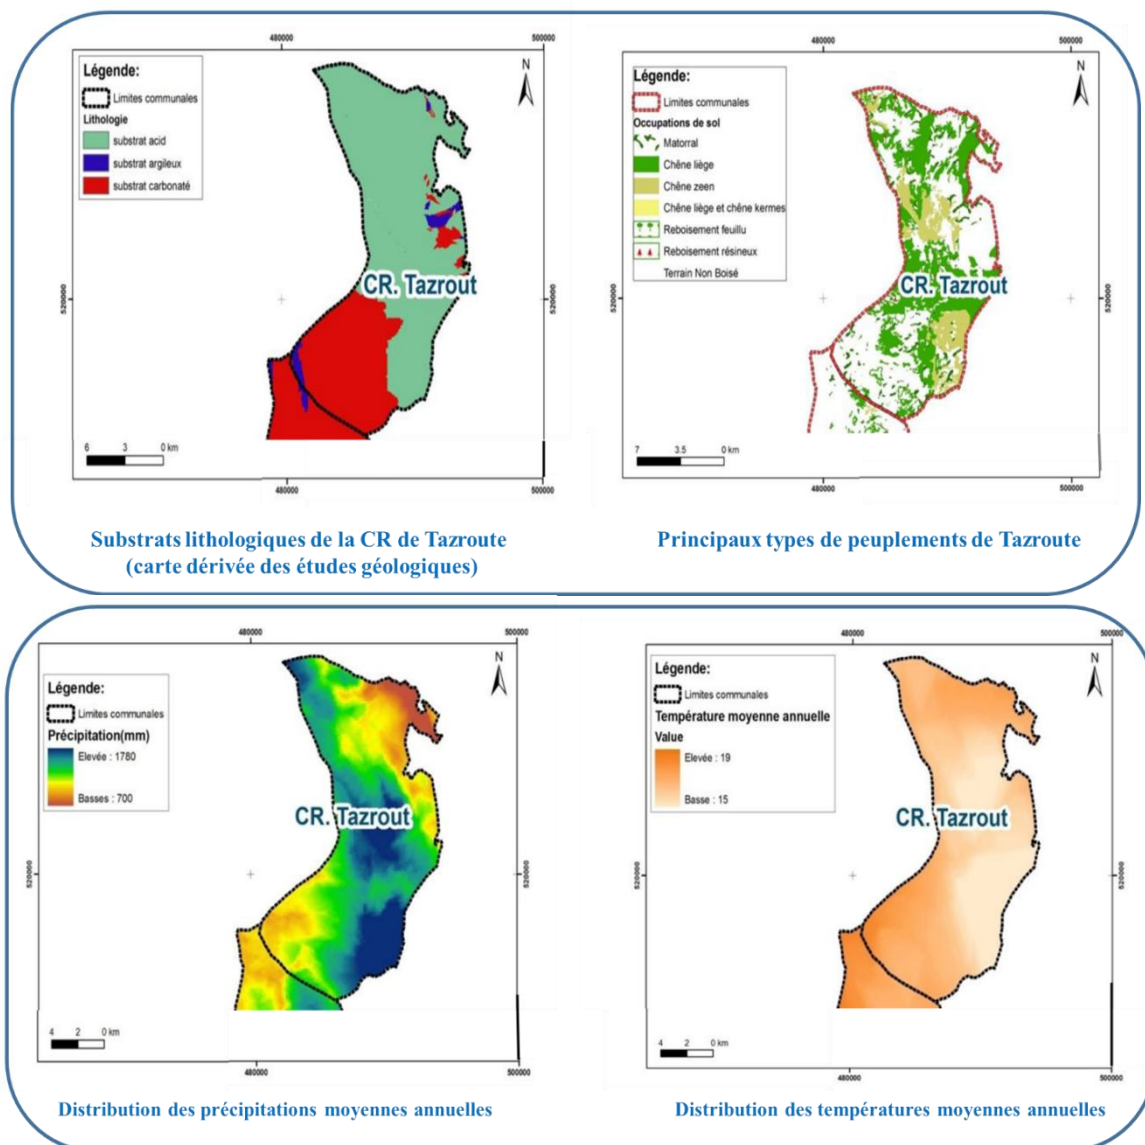 480000
500000
Légende:
Limites communales
Lithologie
substrat acid
substrat argileux
substrat carbonaté
N
CR. Tazrout
520000
520000
6 3 0 km
480000
500000
Substrats lithologiques de la CR de Tazroute
(carte dérivée des études géologiques)
480000
500000
Légende:
Limites communales
Occupations de sol
Matorral
Chêne liège
Chêne zeen
Chêne liège et chêne kermes
Reboisement feuillu
Reboisement résineux
Terrain Non Boisé
N
CR. Tazrout
520000
520000
7 3.5 0 km
480000
500000
Principaux types de peuplements de Tazroute
480000
500000
Légende:
Limites communales
Précipitation(mm)
Elevée : 1780
Basses : 700
N
CR. Tazrout
520000
520000
4 2 0 km
480000
500000
Distribution des précipitations moyennes annuelles
480000
500000
Légende:
Limites communales
Température moyenne annuelle
Value
Elevée : 19
Basse : 15
N
CR. Tazrout
520000
520000
4 2 0 km
480000
500000
Distribution des températures moyennes annuelles